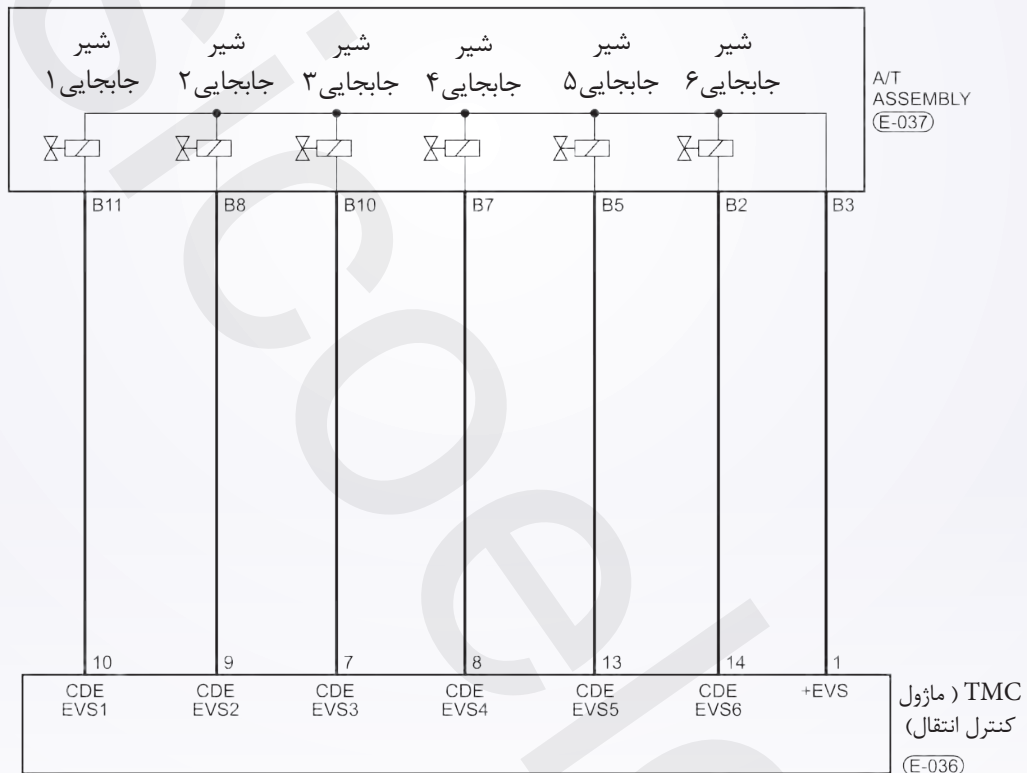 شیر شیر شیر شیر شیر شیر
جابجایی۱ جابجایی۲ جابجایی۳ جابجایی۴ جابجایی۵ جابجایی۶
A/T
ASSEMBLY
E-037
B11 B8 B10 B7 B5 B2 B3
10 9 7 8 13 14 1
CDE CDE CDE CDE CDE CDE +EVS
EVS1 EVS2 EVS3 EVS4 EVS5 EVS6
TMC ( ماژول
کنترل انتقال)
E-036